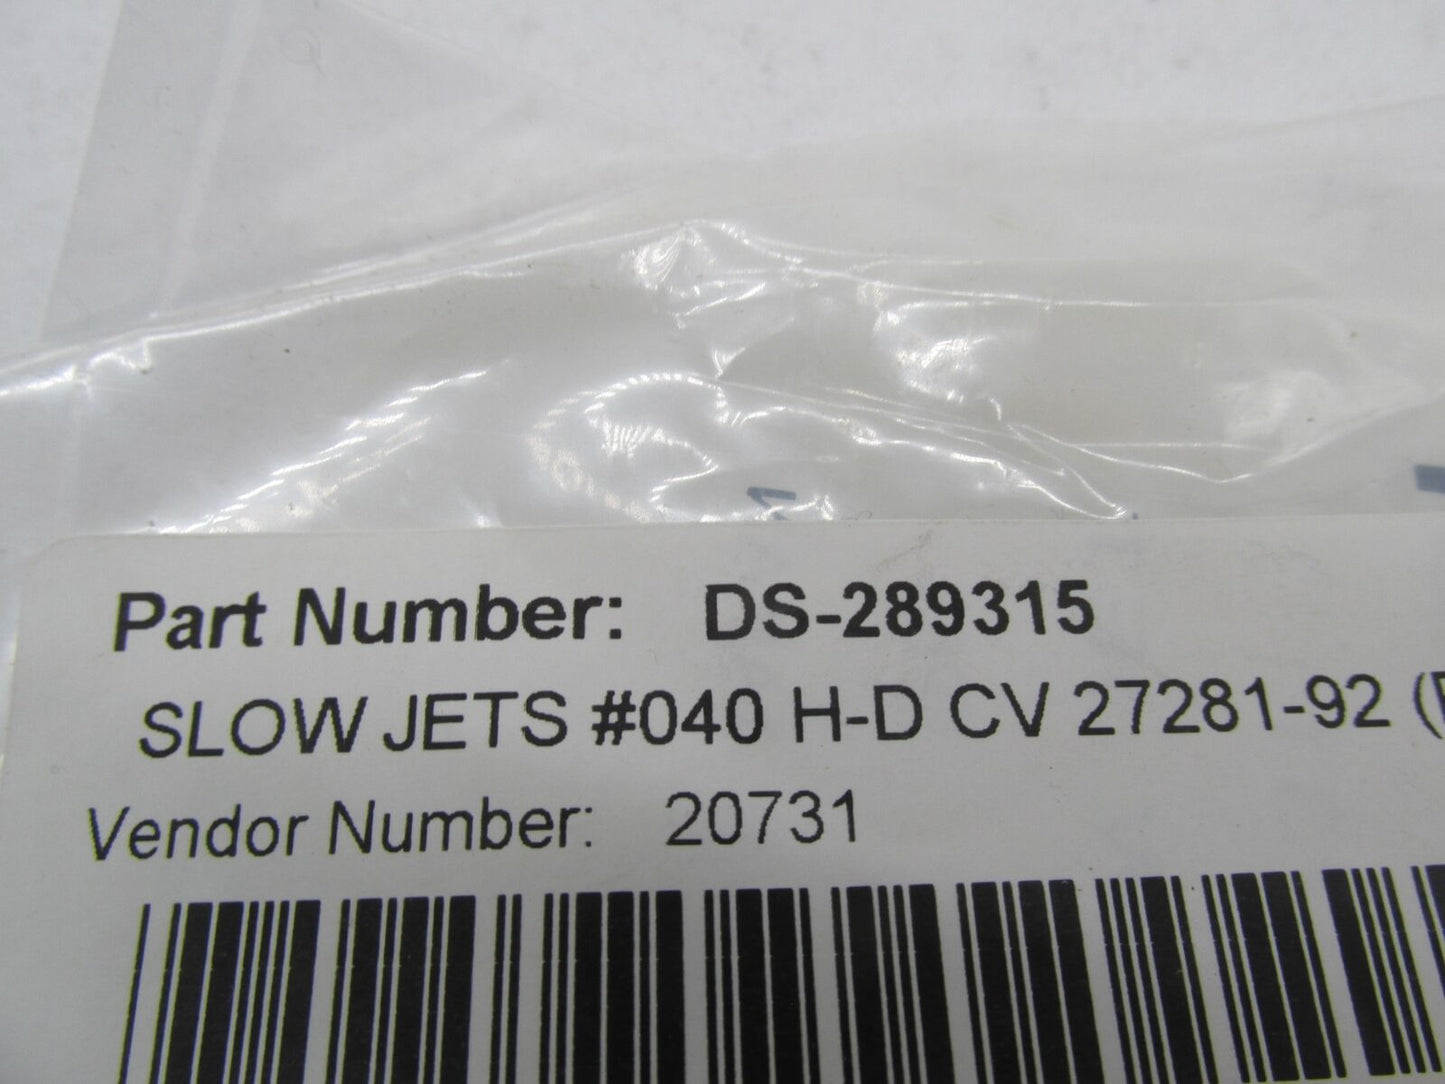 Part Number: DS-289315
SLOW JETS #040 H-D CV 27281-92 (
Vendor Number: 20731